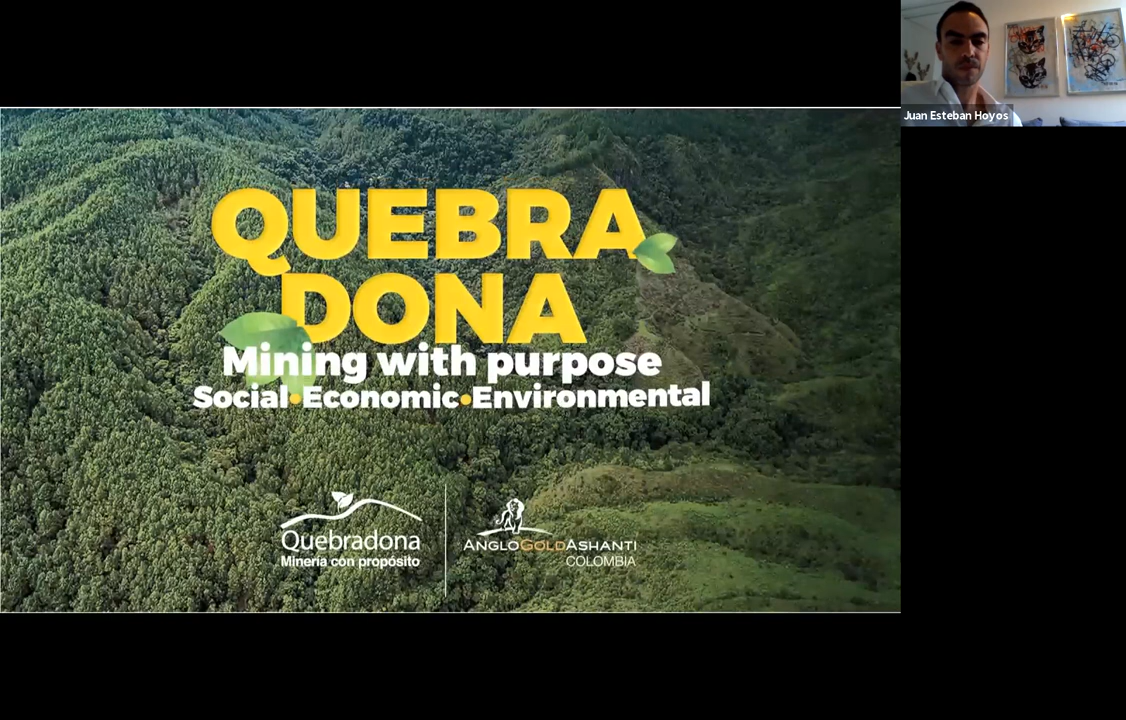 Juan Esteban Hoyos
QUEBRA
DONA
Mining with purpose
Social•Economic•Environmental
Quebradona
Minería con propósito
ANGLOGOLDASHANTI
COLOMBIA